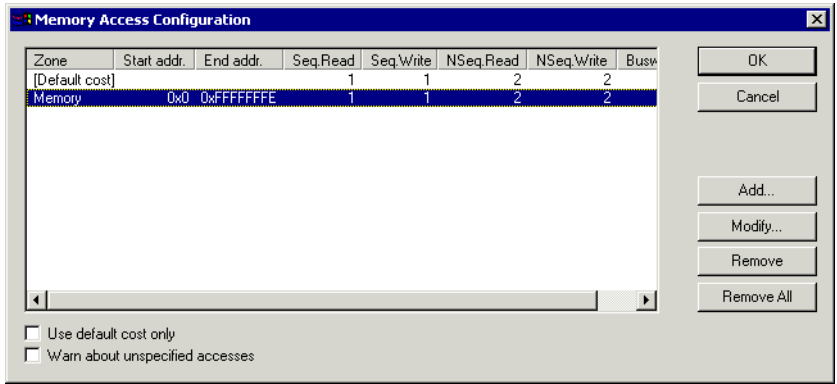 Memory Access Configuration
Zone Start addr. End addr. Seq.Read Seq.Write NSeq.Read NSeq.Write Busw
[Default cost] 1 1 2 2
Memory 0x0 0xFFFFFFFE 1 1 2 2
OK
Cancel
Add...
Modify...
Remove
Remove All
Use default cost only
Warn about unspecified accesses